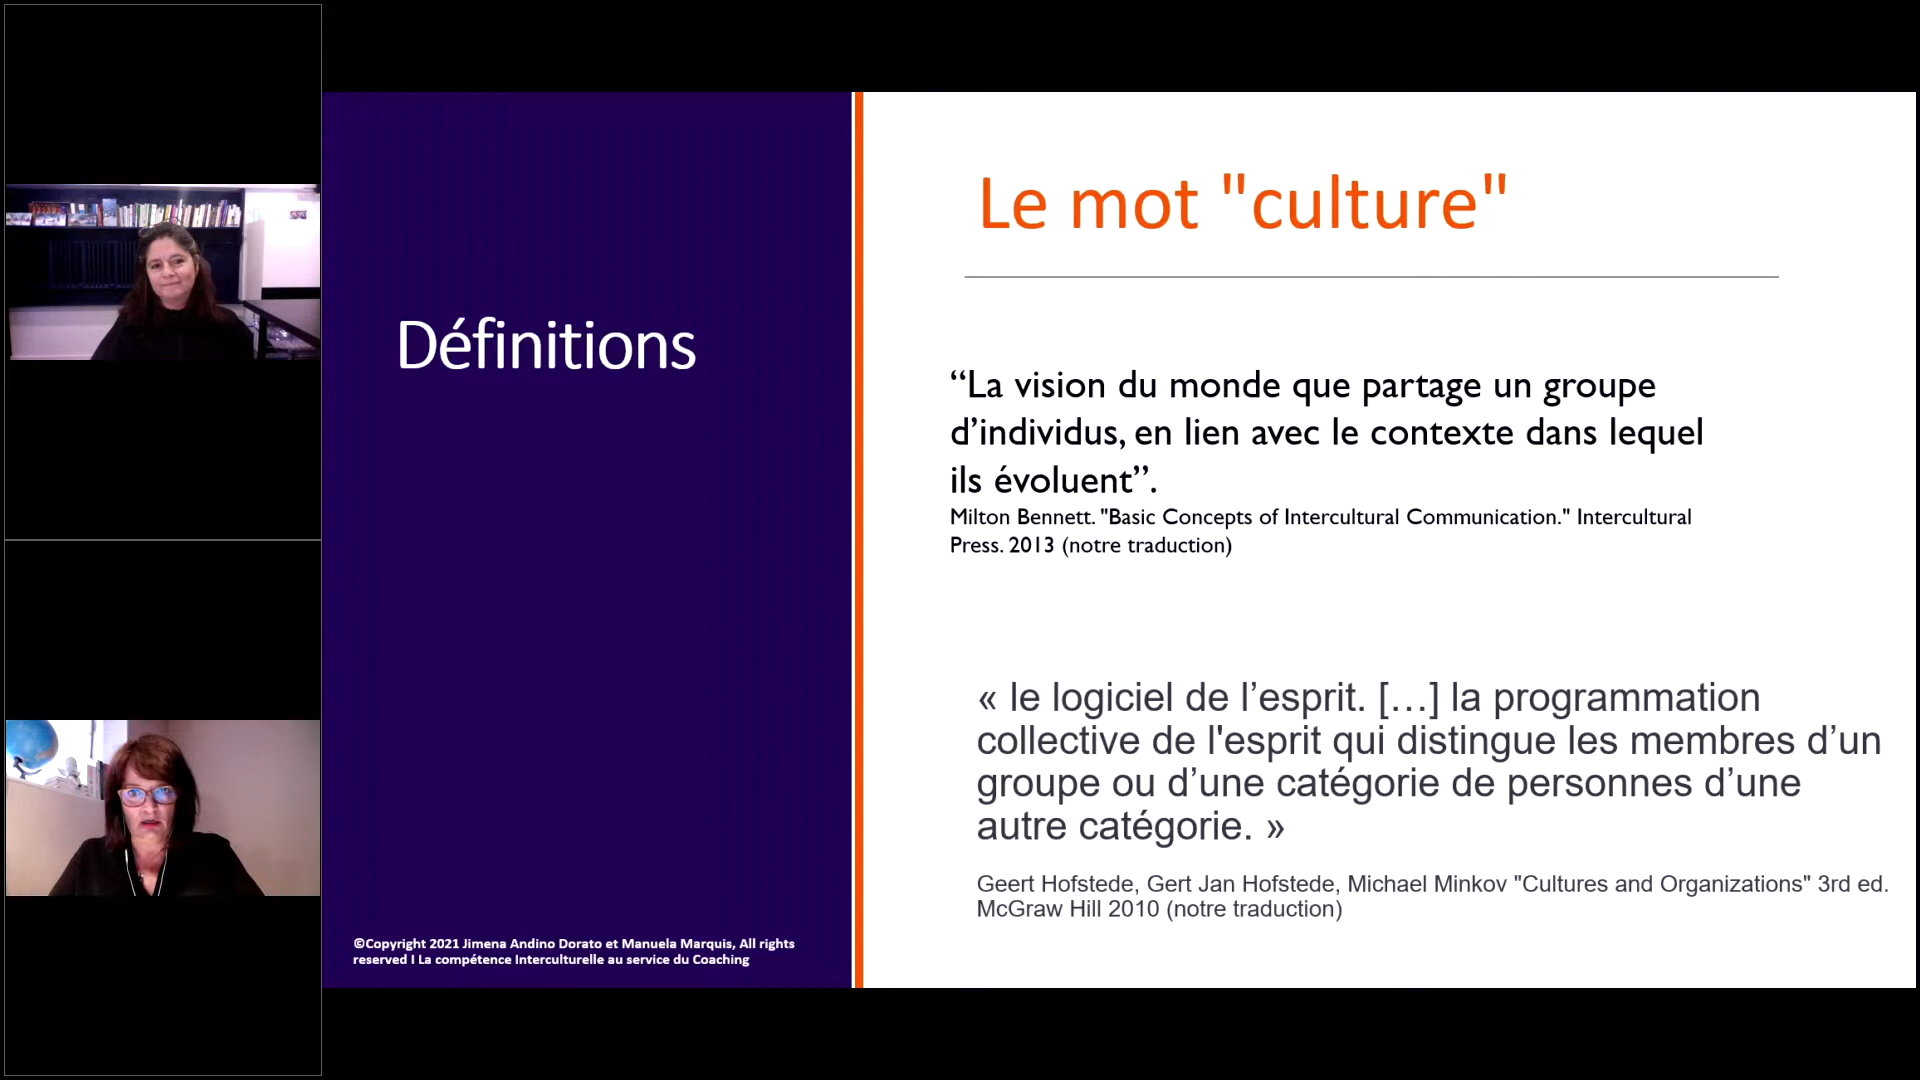 Définitions
©Copyright 2021 Jimena Andino Dorato et Manuela Marquis, All rights
reserved I La compétence Interculturelle au service du Coaching
Le mot "culture"
“La vision du monde que partage un groupe
d’individus, en lien avec le contexte dans lequel
ils évoluent”.
Milton Bennett. "Basic Concepts of Intercultural Communication." Intercultural
Press. 2013 (notre traduction)
« le logiciel de l’esprit. […] la programmation
collective de l'esprit qui distingue les membres d’un
groupe ou d’une catégorie de personnes d’une
autre catégorie. »
Geert Hofstede, Gert Jan Hofstede, Michael Minkov "Cultures and Organizations" 3rd ed.
McGraw Hill 2010 (notre traduction)